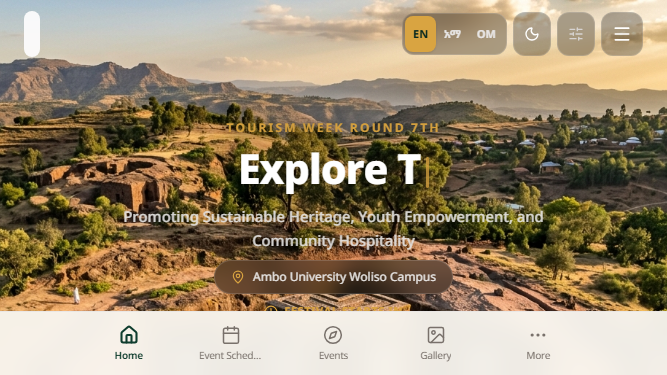 EN አማ OM
TOURISM WEEK ROUND 7TH
Explore T
Promoting Sustainable Heritage, Youth Empowerment, and
Community Hospitality
Ambo University Woliso Campus
Home
Event Sched...
Events
Gallery
More